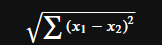 √∑(x₁ − x₂)²